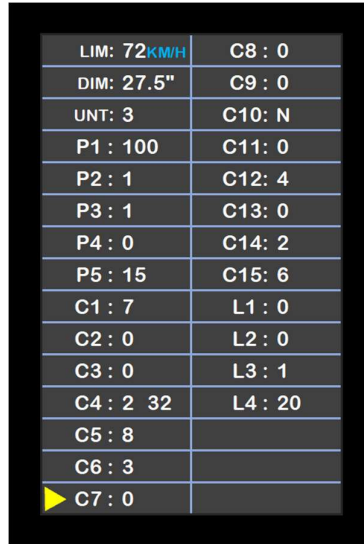 LIM: 72KM/H
DIM: 27.5"
UNT: 3
P1 : 100
P2 : 1
P3 : 1
P4 : 0
P5 : 15
C1 : 7
C2 : 0
C3 : 0
C4 : 2 32
C5 : 8
C6 : 3
C7 : 0
C8 : 0
C9 : 0
C10: N
C11: 0
C12: 4
C13: 0
C14: 2
C15: 6
L1 : 0
L2 : 0
L3 : 1
L4 : 20